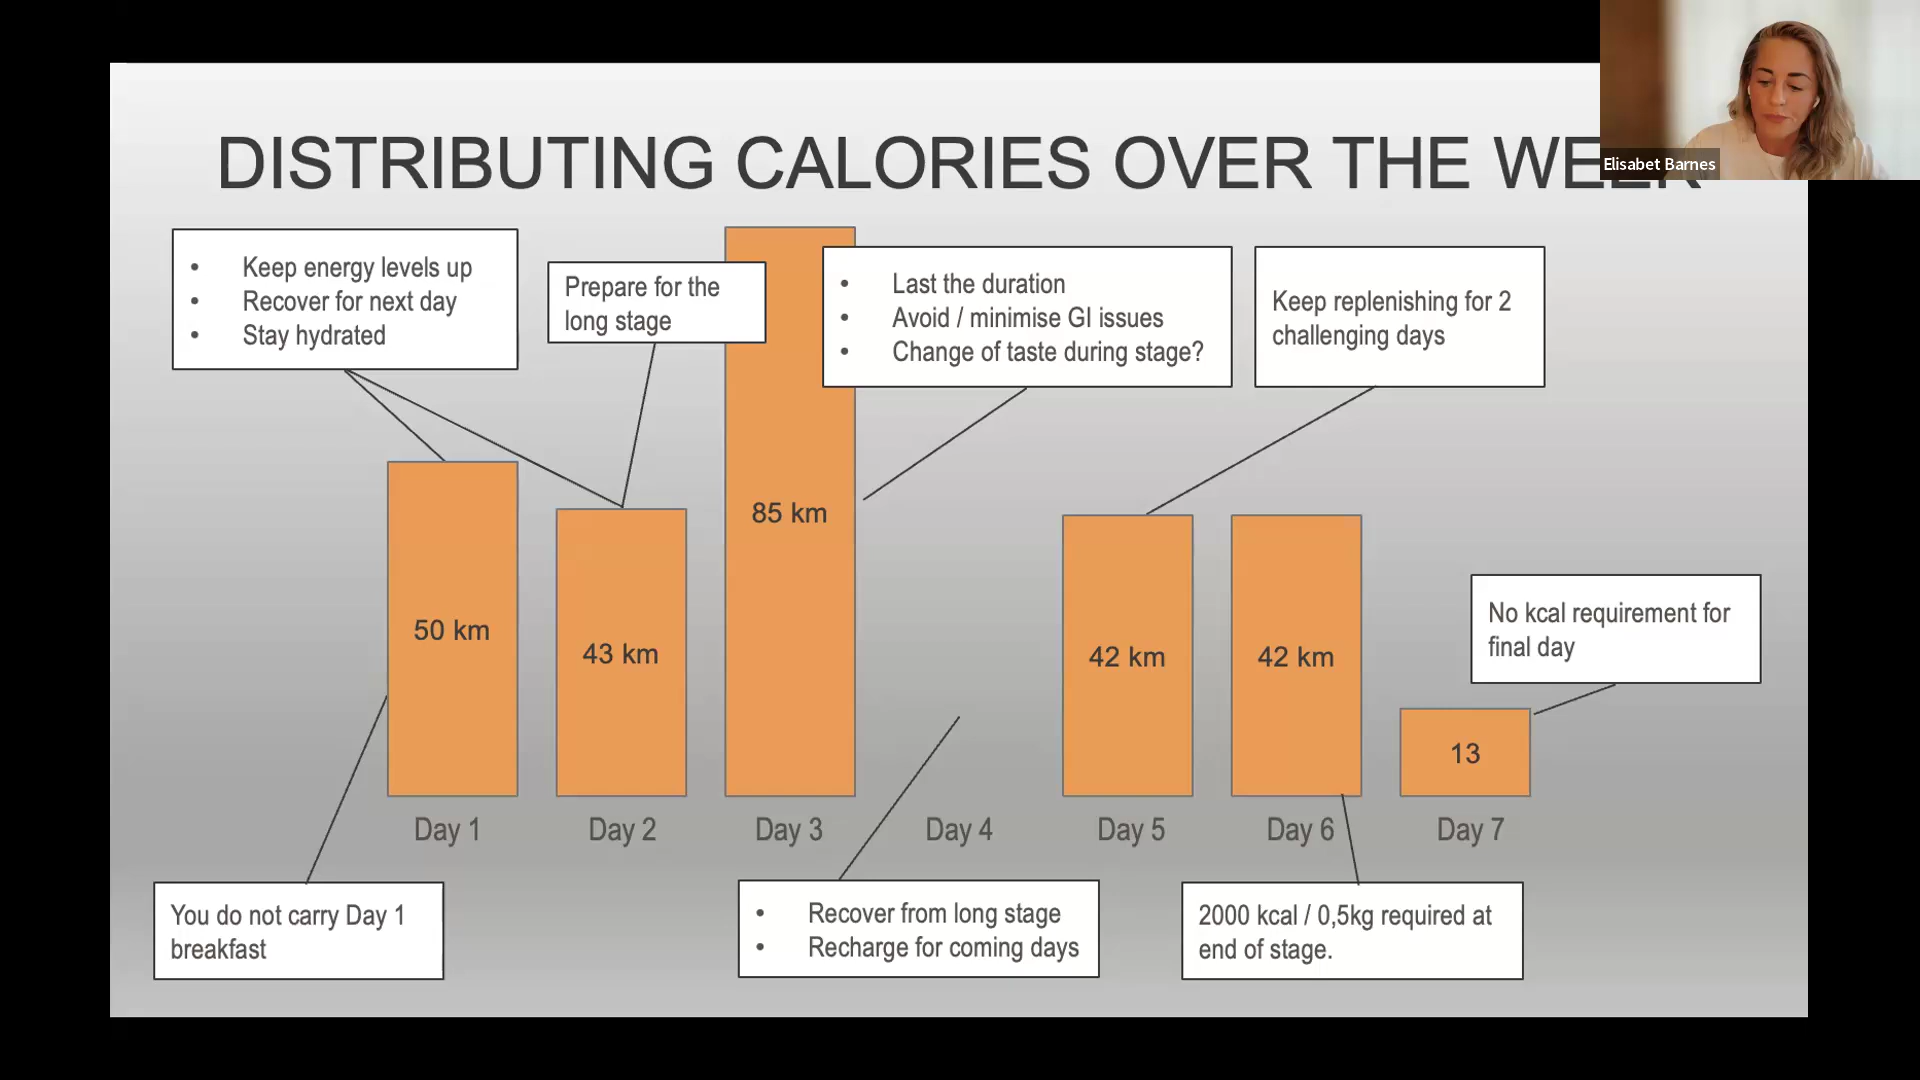 DISTRIBUTING CALORIES OVER THE WEEK
Elisabet Barnes
• Keep energy levels up
• Recover for next day
• Stay hydrated
Prepare for the
long stage
• Last the duration
• Avoid / minimise GI issues
• Change of taste during stage?
Keep replenishing for 2
challenging days
85 km
50 km
43 km
42 km
42 km
No kcal requirement for
final day
13
Day 1
Day 2
Day 3
Day 4
Day 5
Day 6
Day 7
You do not carry Day 1
breakfast
• Recover from long stage
• Recharge for coming days
2000 kcal / 0,5kg required at
end of stage.